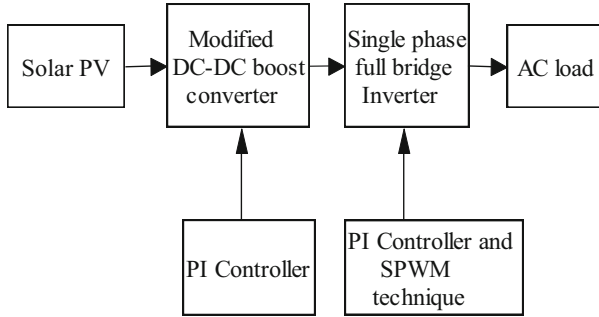 Solar PV
Modified
DC-DC boost
converter
Single phase
full bridge
Inverter
AC load
PI Controller
PI Controller and
SPWM
technique